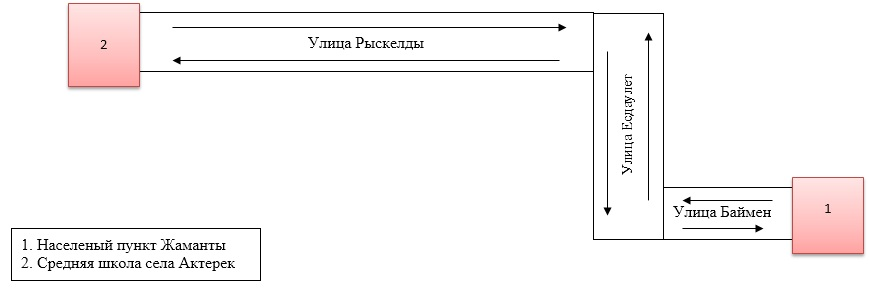 2
Улица Рыскелды
Улица Есдаулет
Улица Баймен
1
1. Населеный пункт Жаманты
2. Средняя школа села Актерек